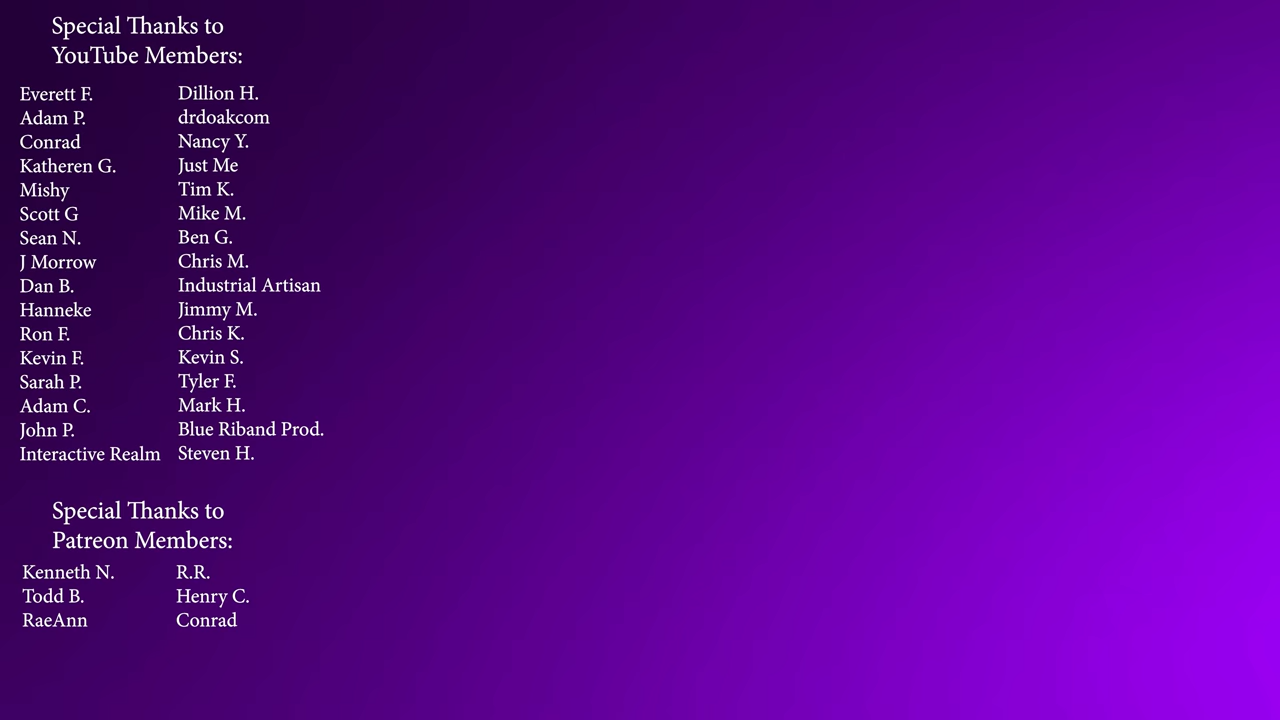 Special Thanks to
YouTube Members:
Everett F.
Adam P.
Conrad
Katheren G.
Mishy
Scott G
Sean N.
J Morrow
Dan B.
Hanneke
Ron F.
Kevin F.
Sarah P.
Adam C.
John P.
Interactive Realm
Dillion H.
drdoakcom
Nancy Y.
Just Me
Tim K.
Mike M.
Ben G.
Chris M.
Industrial Artisan
Jimmy M.
Chris K.
Kevin S.
Tyler F.
Mark H.
Blue Riband Prod.
Steven H.
Special Thanks to
Patreon Members:
Kenneth N.
Todd B.
RaeAnn
R.R.
Henry C.
Conrad